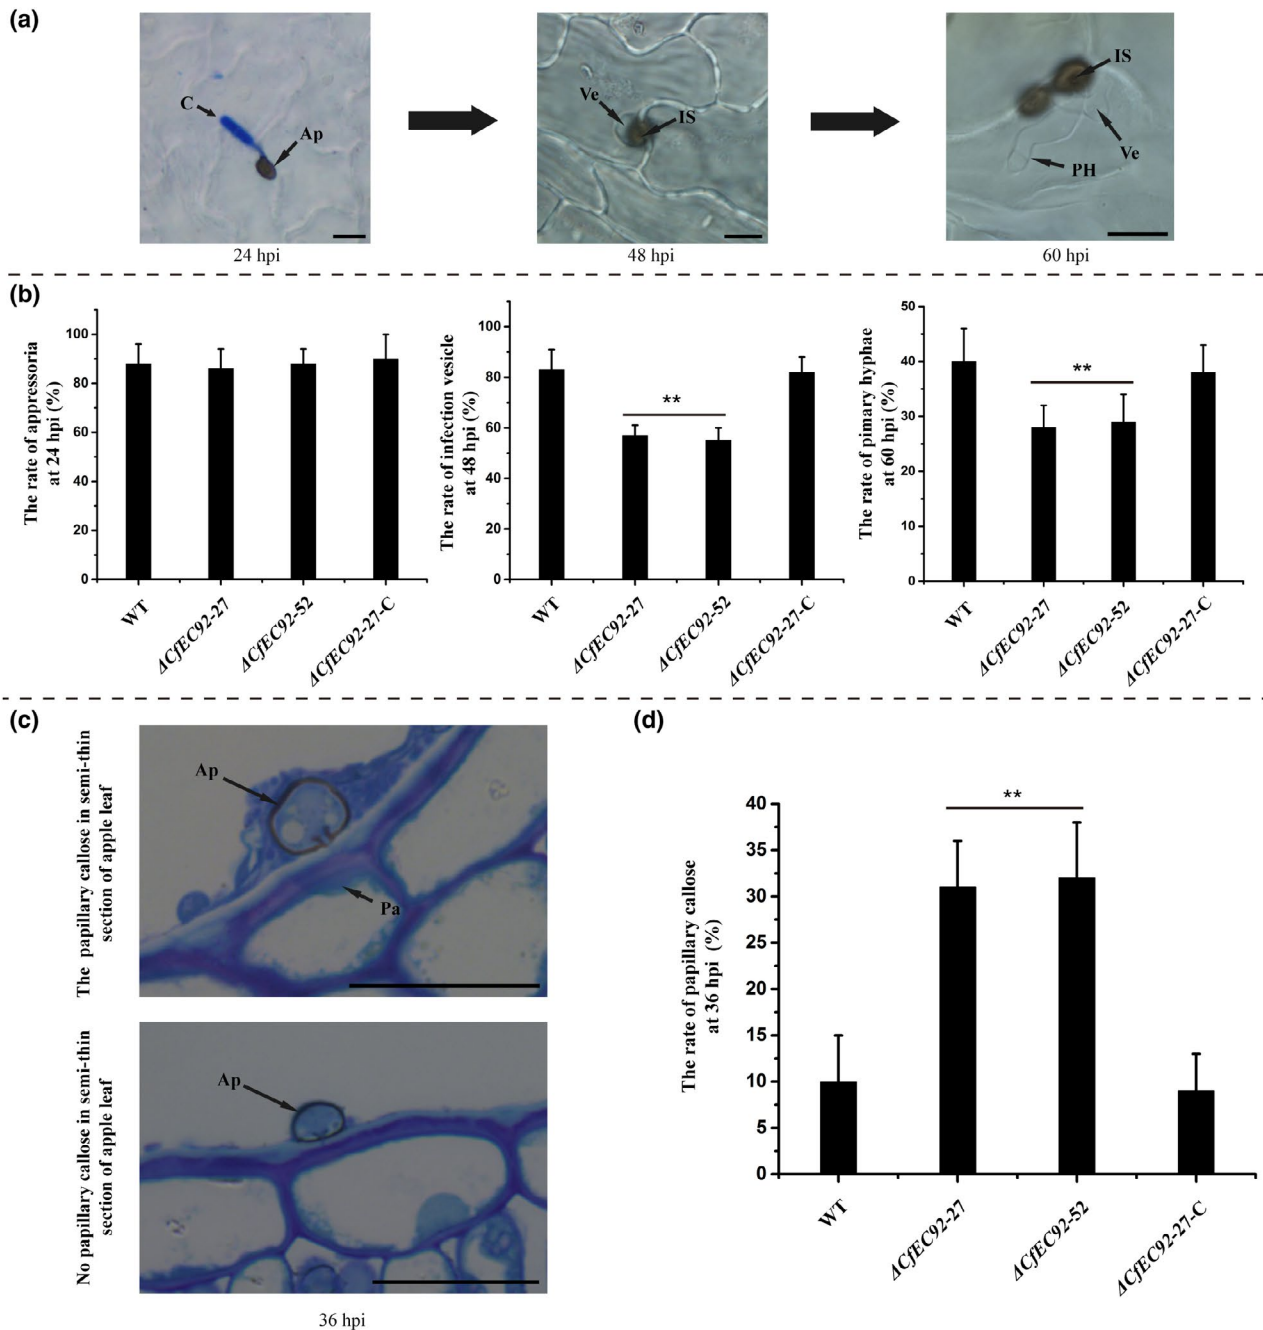 (a)
C
Ap
24 hpi
Ve
IS
48 hpi
IS
Ve
PH
60 hpi
(b)
The rate of appressoria
at 24 hpi (%)
100
80
60
40
20
0
WT
ΔCfEC92-27
ΔCfEC92-52
ΔCfEC92-27-C
The rate of infection vesicle
at 48 hpi (%)
100
80
60
40
20
0
**
WT
ΔCfEC92-27
ΔCfEC92-52
ΔCfEC92-27-C
The rate of pimary hyphae
at 60 hpi (%)
50
40
30
20
10
0
**
WT
ΔCfEC92-27
ΔCfEC92-52
ΔCfEC92-27-C
(c)
The papillary callose in semi-thin
section of apple leaf
Ap
Pa
No papillary callose in semi-thin
section of apple leaf
Ap
36 hpi
(d)
The rate of papillary callose
at 36 hpi (%)
40
35
30
25
20
15
10
5
0
**
WT
ΔCfEC92-27
ΔCfEC92-52
ΔCfEC92-27-C